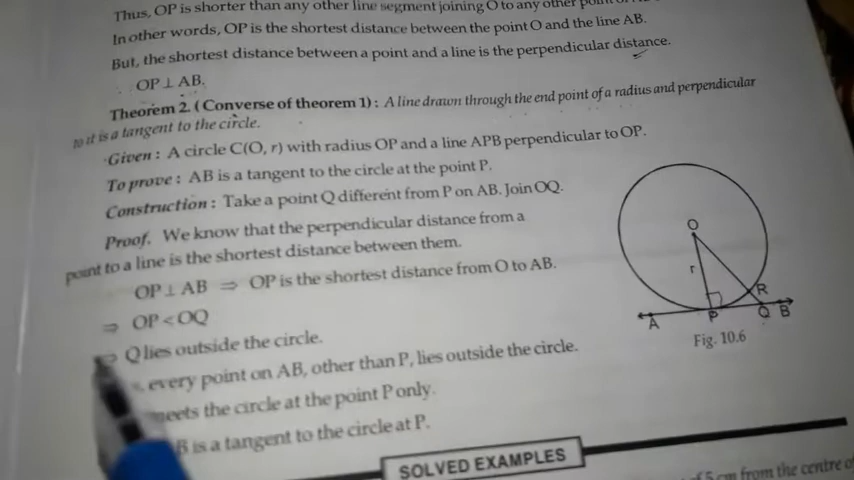 Thus, OP is shorter than any other line segment joining O to any other point
In other words, OP is the shortest distance between the point O and the line AB.
But, the shortest distance between a point and a line is the perpendicular distance.
OP ⊥ AB.
Theorem 2. (Converse of theorem 1) : A line drawn through the end point of a radius and perpendicular
to it is a tangent to the circle.
Given : A circle C(O, r) with radius OP and a line APB perpendicular to OP.
To prove : AB is a tangent to the circle at the point P.
Construction : Take a point Q different from P on AB. Join OQ.
Proof. We know that the perpendicular distance from a
point to a line is the shortest distance between them.
OP ⊥ AB ⇒ OP is the shortest distance from O to AB.
⇒ OP < OQ
⇒ Q lies outside the circle.
every point on AB, other than P, lies outside the circle.
meets the circle at the point P only.
AB is a tangent to the circle at P.
O
r
R
A
P
Q
B
Fig. 10.6
SOLVED EXAMPLES
of 5 cm from the centre of